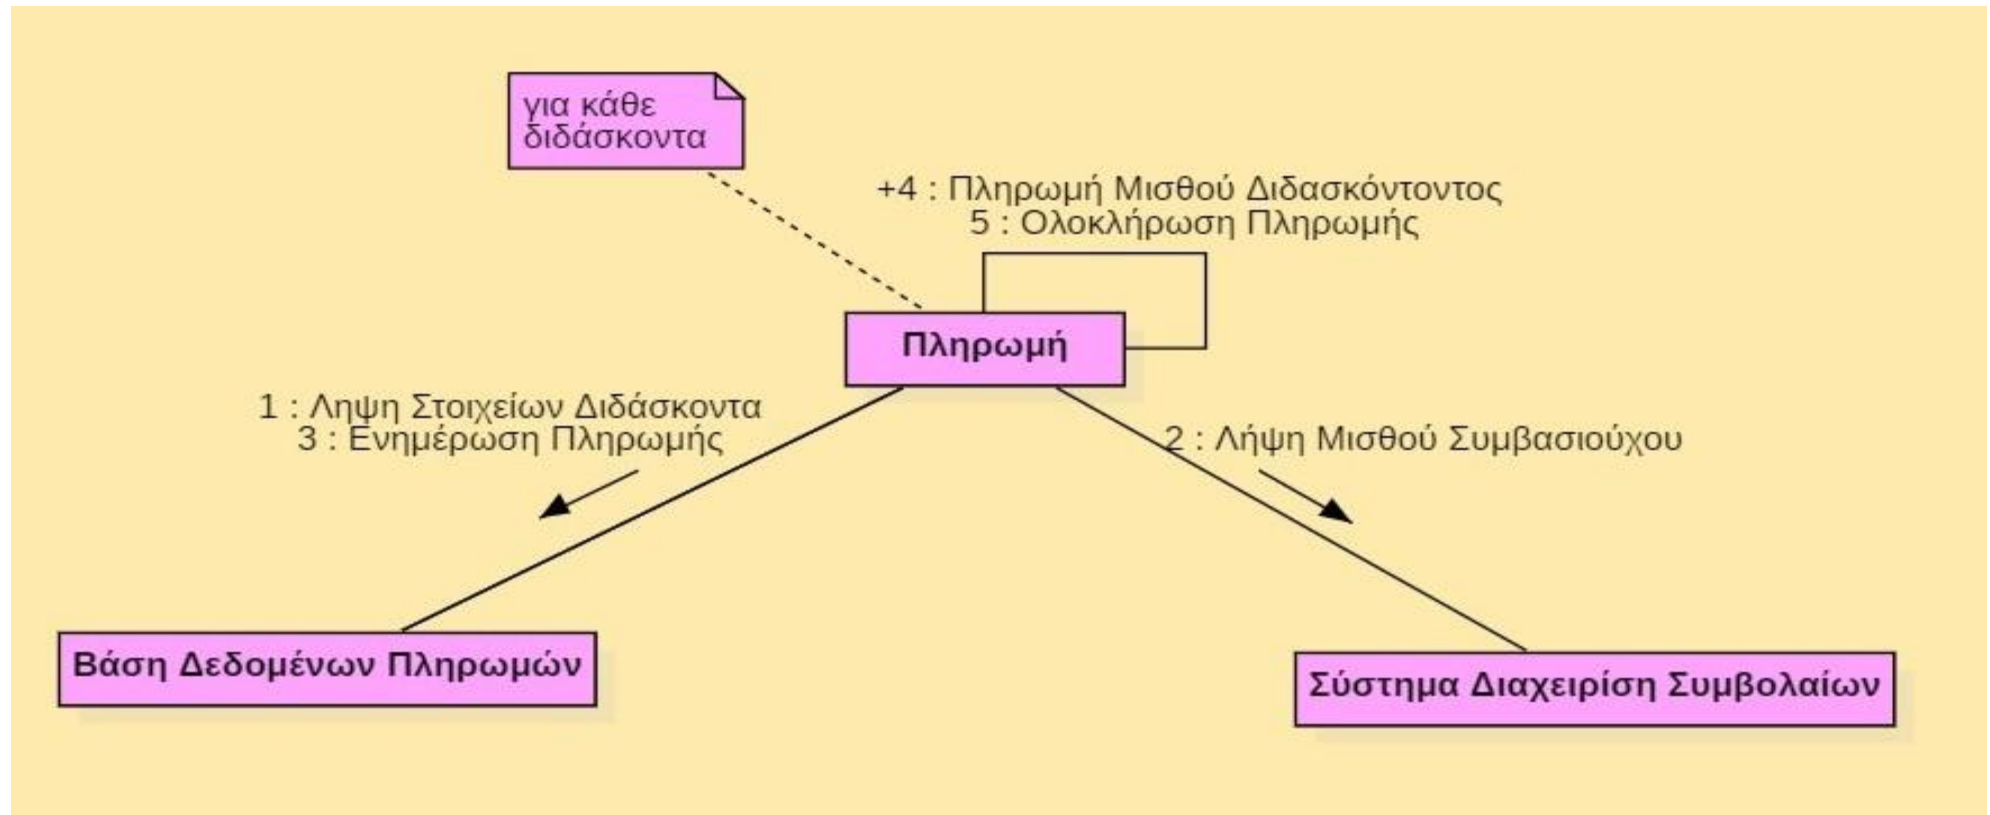 για κάθε
διδάσκοντα
+4 : Πληρωμή Μισθού Διδασκόντοντος
5 : Ολοκλήρωση Πληρωμής
Πληρωμή
1 : Ληψη Στοιχείων Διδάσκοντα
3 : Ενημέρωση Πληρωμής
2 : Λήψη Μισθού Συμβασιούχου
Βάση Δεδομένων Πληρωμών
Σύστημα Διαχειρίση Συμβολαίων